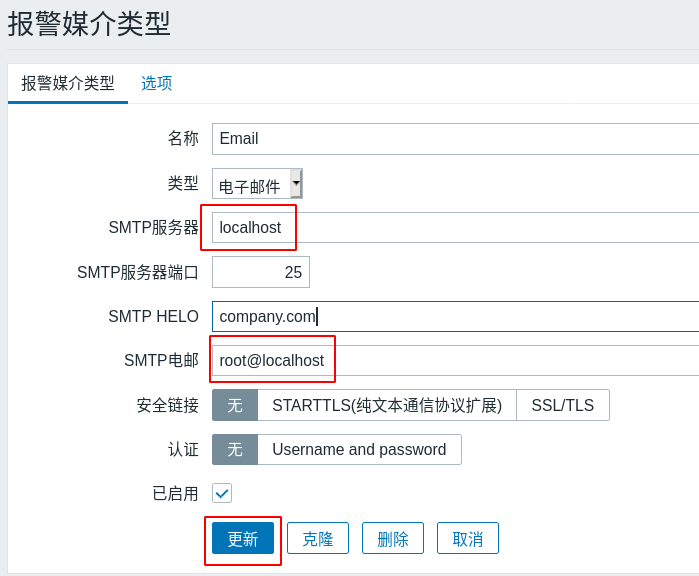 报警媒介类型
报警媒介类型 选项
名称 Email
类型 电子邮件
SMTP服务器 localhost
SMTP服务器端口 25
SMTP HELO company.com
SMTP电邮 root@localhost
安全链接 无 STARTTLS(纯文本通信协议扩展) SSL/TLS
认证 无 Username and password
已启用
更新 克隆 删除 取消